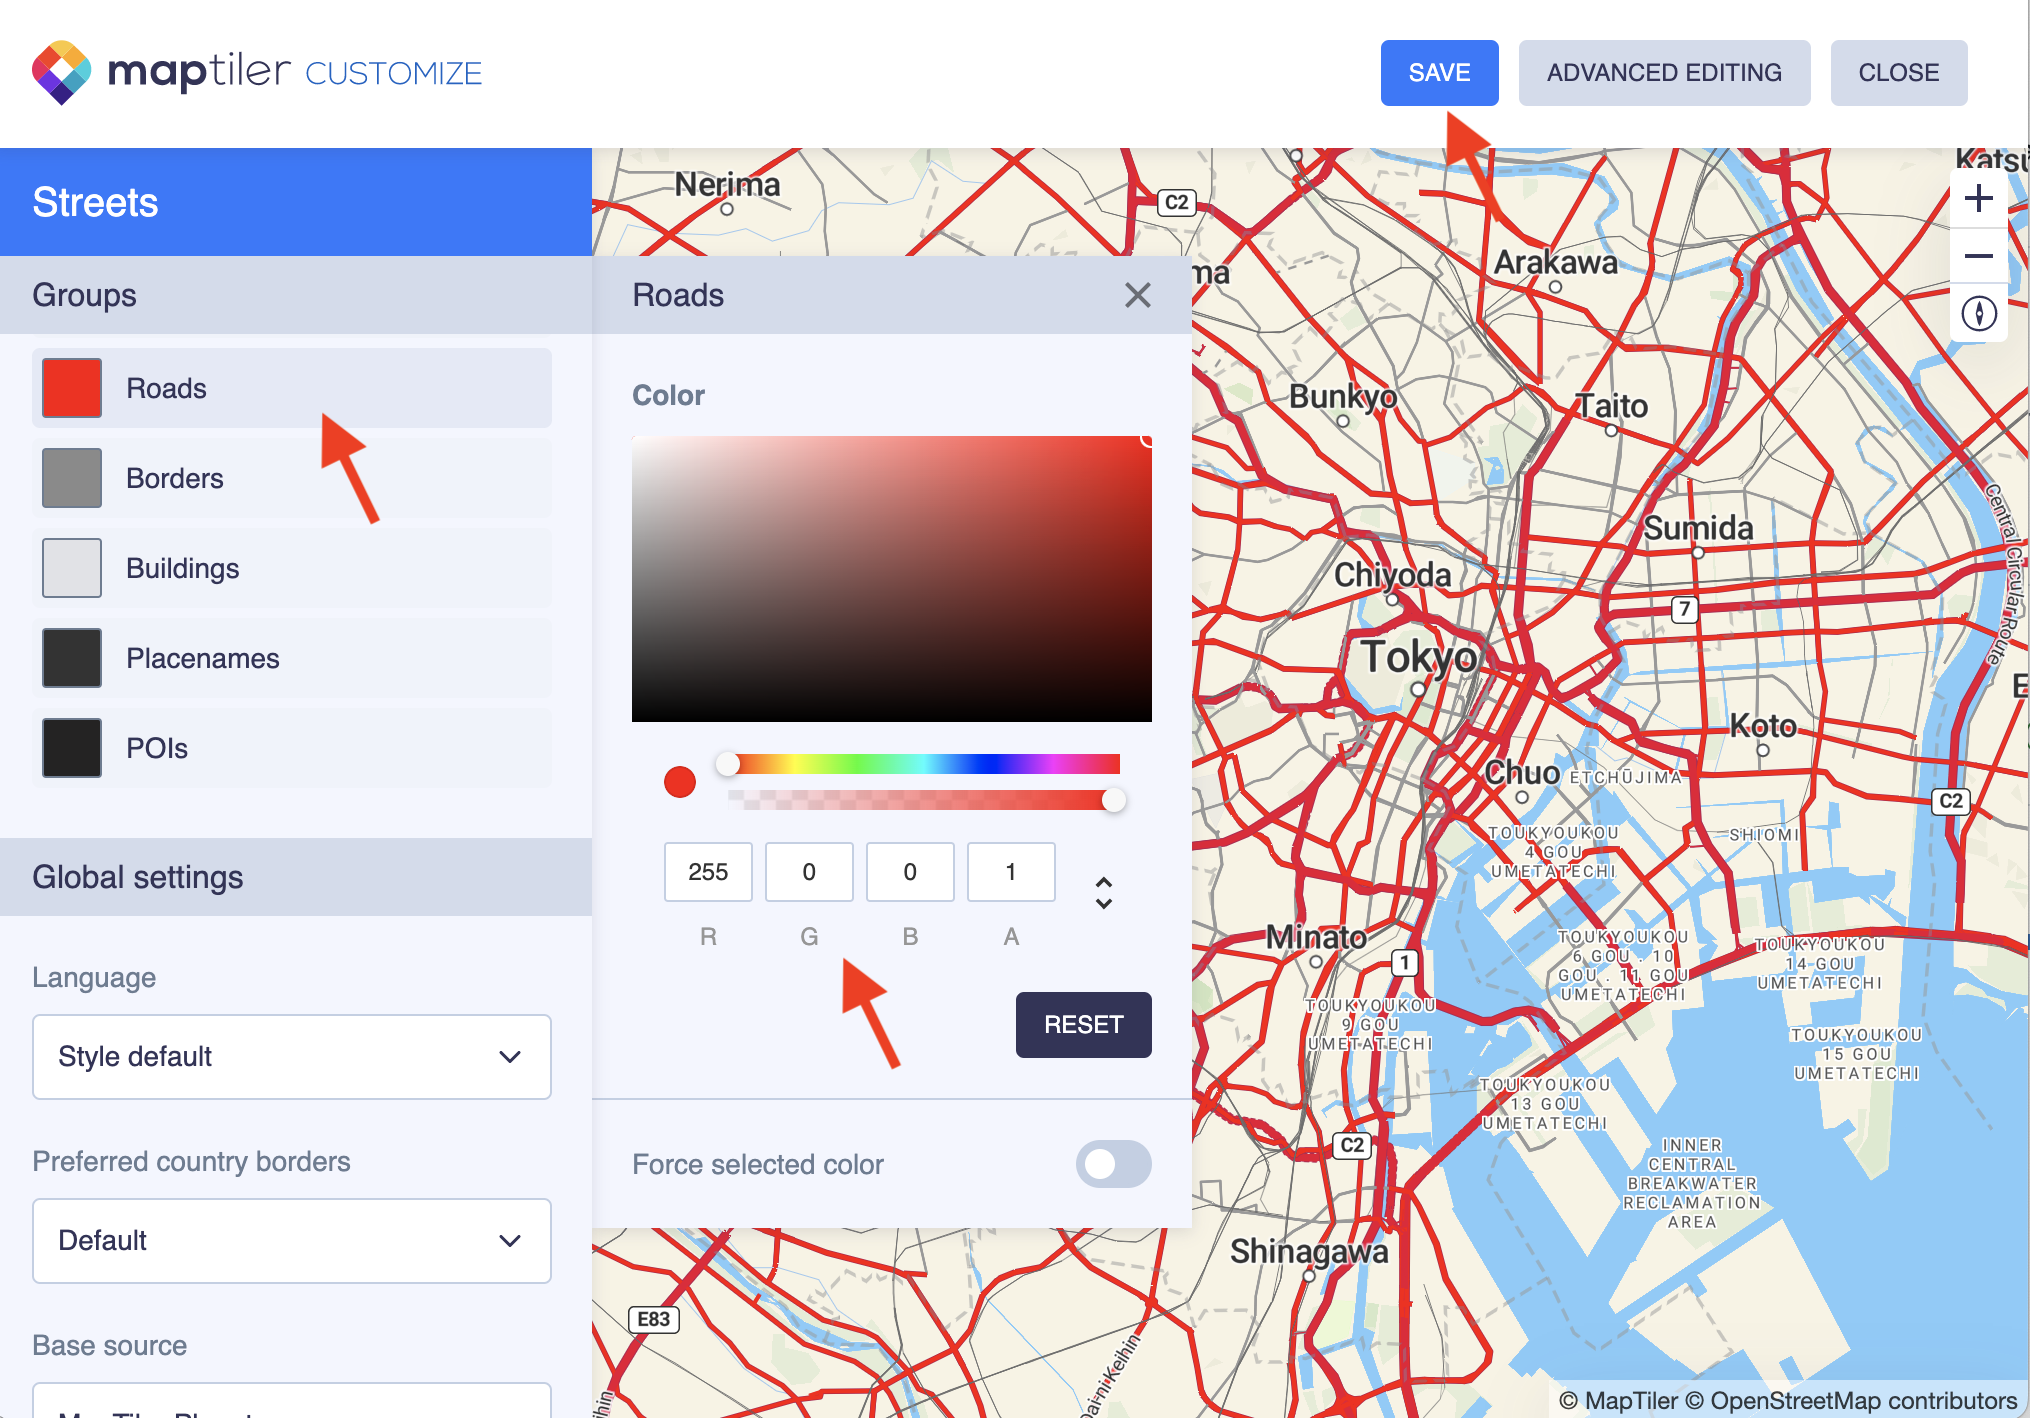 maptiler CUSTOMIZE
SAVE
ADVANCED EDITING
CLOSE
Streets
Groups
Roads
Borders
Buildings
Placenames
POIs
Global settings
Language
Style default
Preferred country borders
Default
Base source
Roads
Color
255
0
0
1
R
G
B
A
RESET
Force selected color
Nerima
C2
Arakawa
Bunkyo
Taito
Sumida
Central Circular Route
Chiyoda
7
Tokyo
Koto
Chuo
ETCHŪJIMA
C2
TOUKYOUKOU
4 GOU
UMETATECHI
SHIOMI
Minato
1
TOUKYOUKOU
6 GOU . 10
GOU . 11 GOU
UMETATECHI
TOUKYOUKOU
14 GOU
UMETATECHI
TOUKYOUKOU
9 GOU
UMETATECHI
TOUKYOUKOU
15 GOU
UMETATECHI
TOUKYOUKOU
13 GOU
UMETATECHI
C2
INNER
CENTRAL
BREAKWATER
RECLAMATION
AREA
Shinagawa
E83
Dai-ni Keihin
© MapTiler © OpenStreetMap contributors